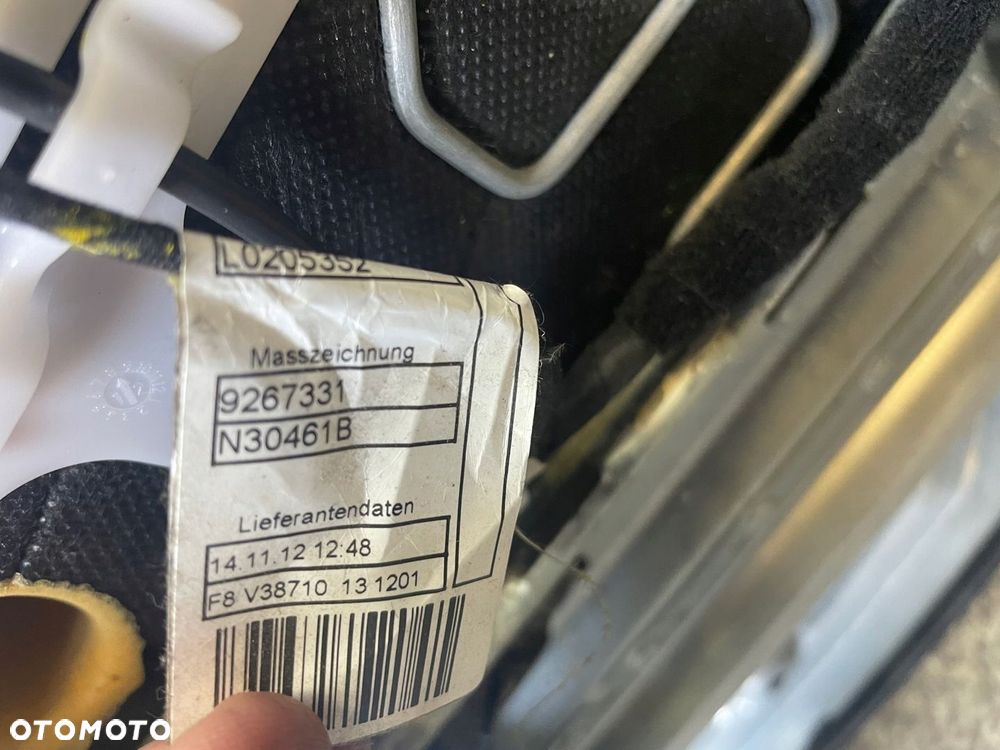 L0205352
Masszeichnung
9267331
N30461B
Lieferantendaten
14.11.12 12:48
F8 V38710 13 1201
OTOMOTO